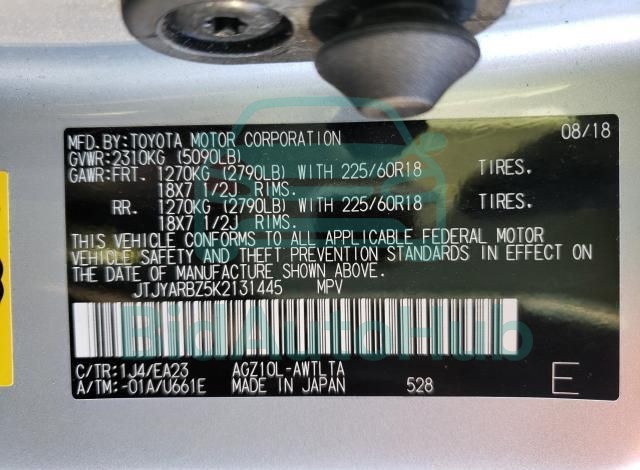 MFD.BY:TOYOTA MOTOR CORPORATION 08/18
GVWR:2310KG (5090LB)
GAWR:FRT. 1270KG (2790LB) WITH 225/60R18 TIRES.
18X7 1/2J RIMS.
RR. 1270KG (2790LB) WITH 225/60R18 TIRES.
18X7 1/2J RIMS.
THIS VEHICLE CONFORMS TO ALL APPLICABLE FEDERAL MOTOR
VEHICLE SAFETY AND THEFT PREVENTION STANDARDS IN EFFECT ON
THE DATE OF MANUFACTURE SHOWN ABOVE.
JTJYARBZ5K2131445 MPV
BidAutoHub
C/TR:1J4/EA23 AGZ10L-AWTLTA
A/TM:-01A/U661E MADE IN JAPAN 528 E